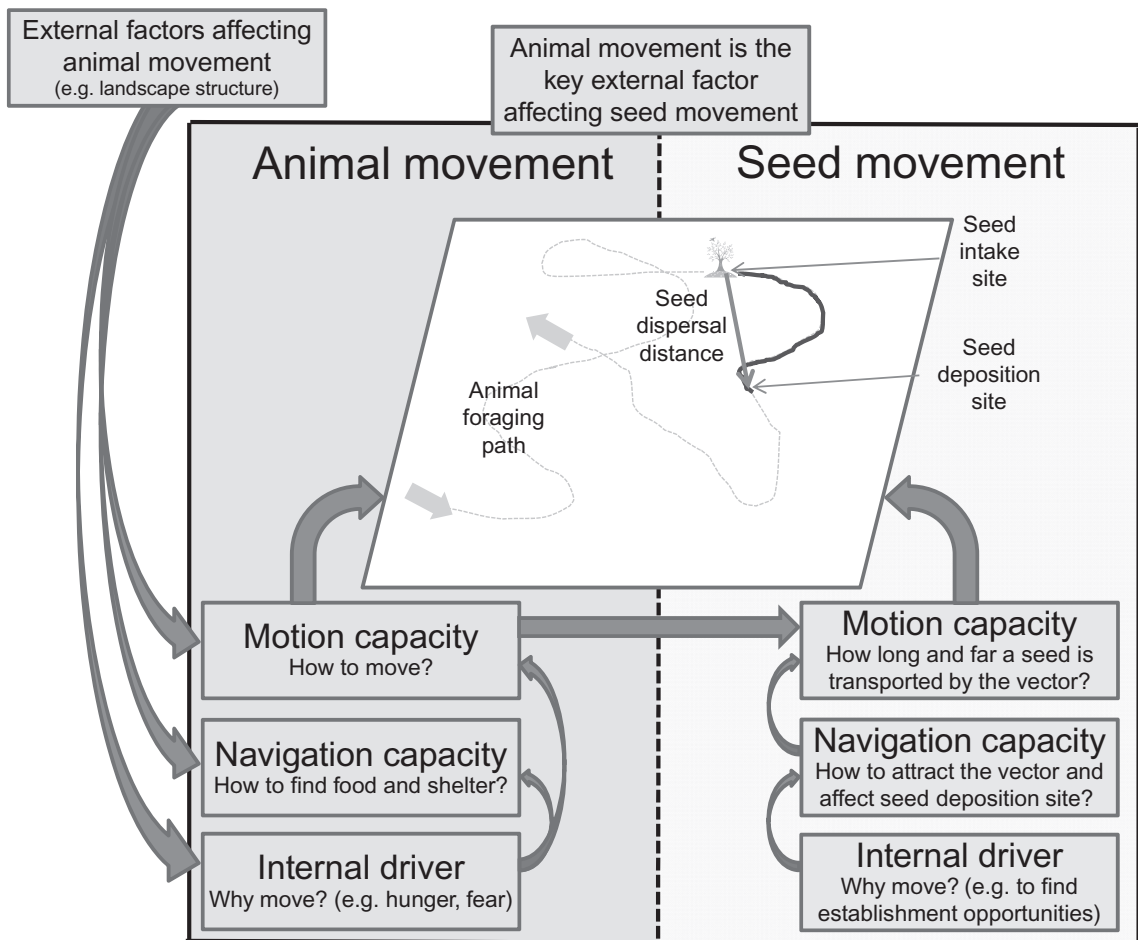 External factors affecting
animal movement
(e.g. landscape structure)
Animal movement is the
key external factor
affecting seed movement
Animal movement
Seed movement
Seed
intake
site
Seed
dispersal
distance
Seed
deposition
site
Animal
foraging
path
Motion capacity
How to move?
Navigation capacity
How to find food and shelter?
Internal driver
Why move? (e.g. hunger, fear)
Motion capacity
How long and far a seed is
transported by the vector?
Navigation capacity
How to attract the vector and
affect seed deposition site?
Internal driver
Why move? (e.g. to find
establishment opportunities)